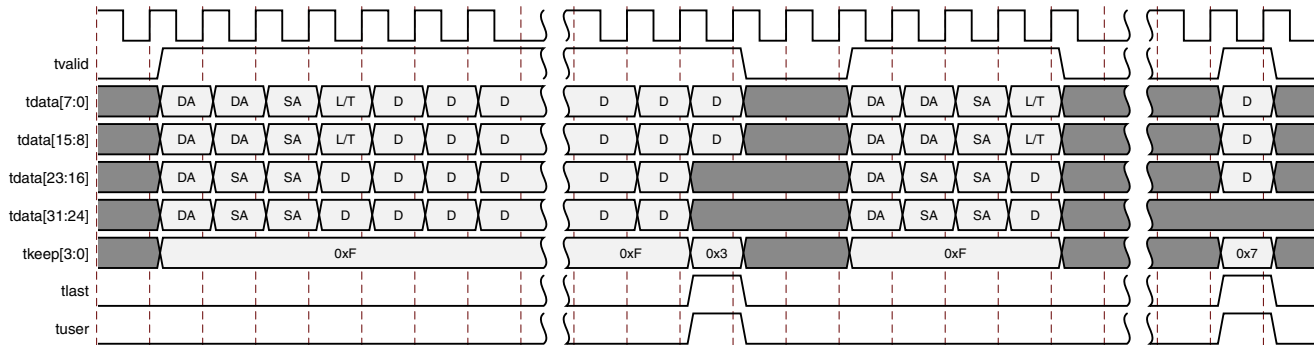 tvalid
tdata[7:0] DA DA SA L/T D D D D D D DA DA SA L/T D
tdata[15:8] DA DA SA L/T D D D D D D DA DA SA L/T D
tdata[23:16] DA SA SA D D D D D D DA SA SA D D
tdata[31:24] DA SA SA D D D D D D DA SA SA D
tkeep[3:0] 0xF 0xF 0x3 0xF 0x7
tlast
tuser